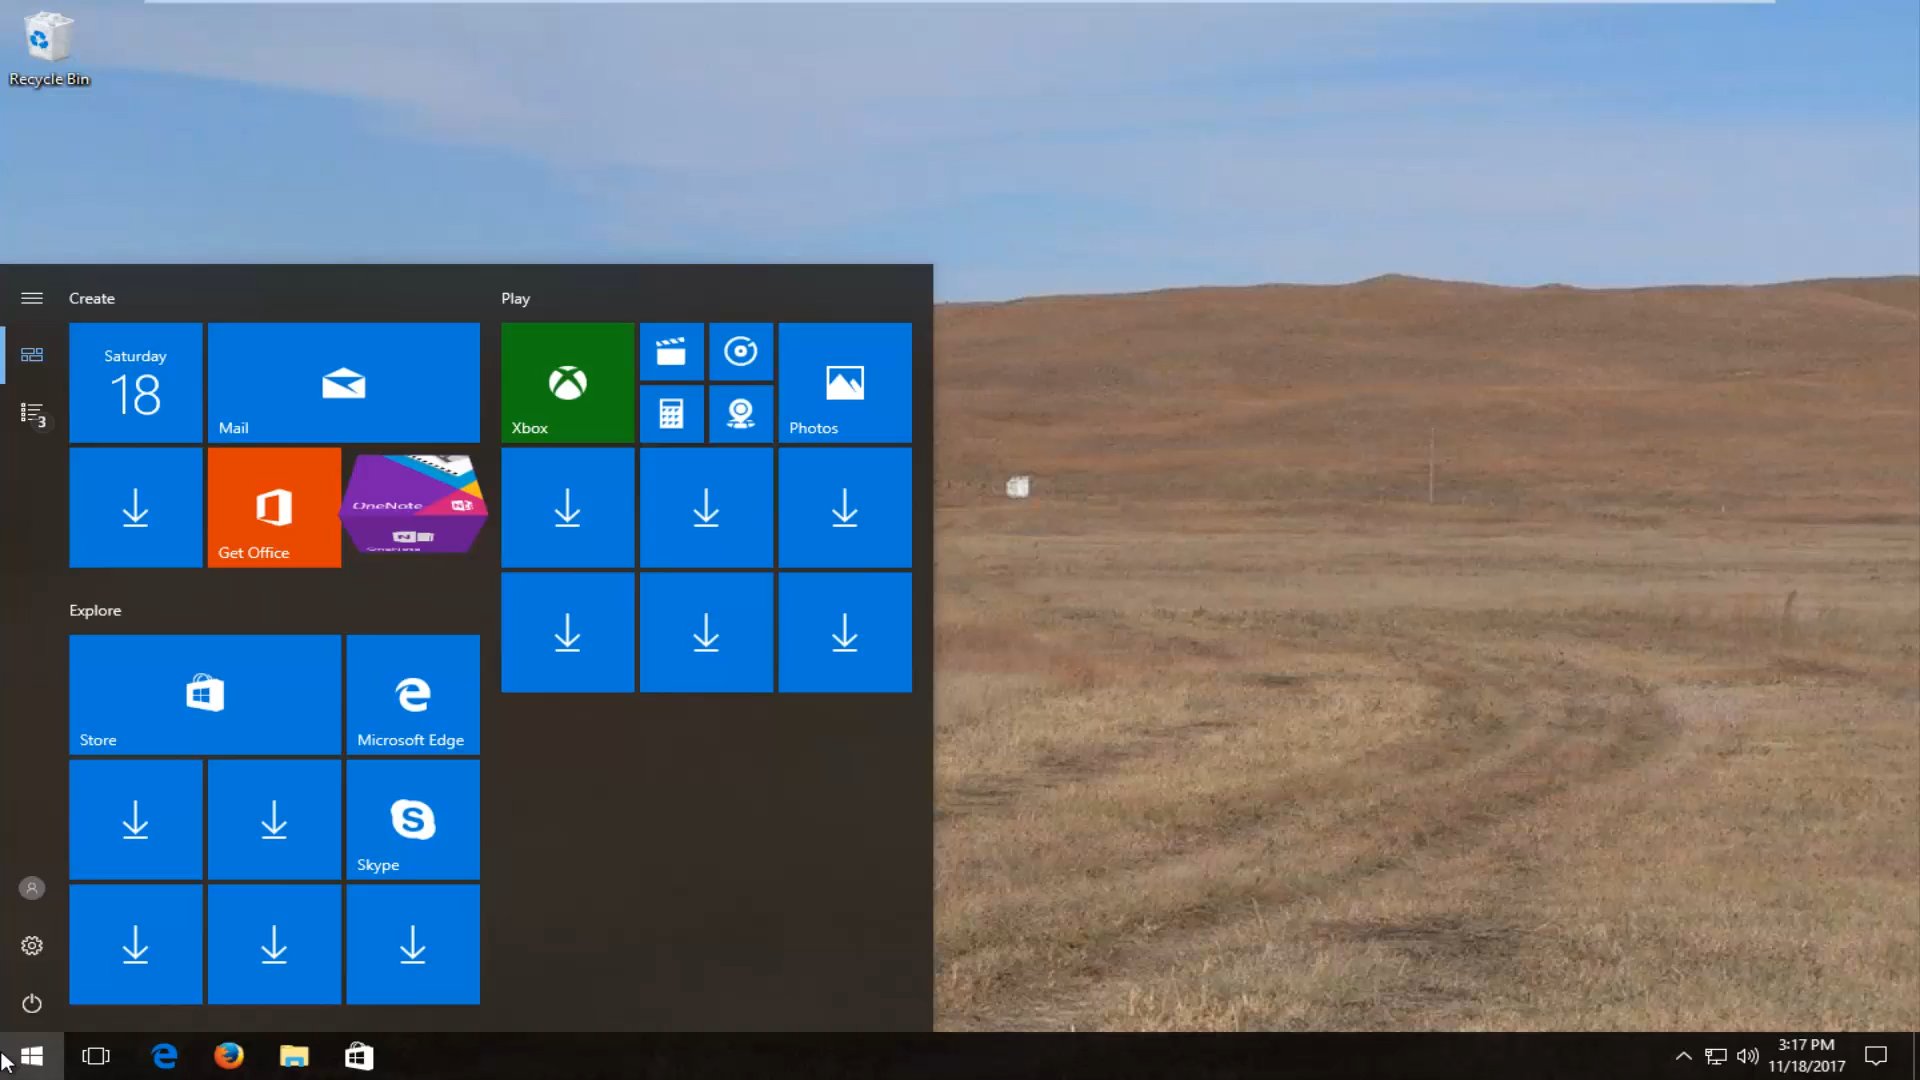 Recycle Bin
Create
Play
Saturday
18
Mail
Xbox
Photos
3
Get Office
OneNote
Explore
Store
Microsoft Edge
Skype
3:17 PM
11/18/2017